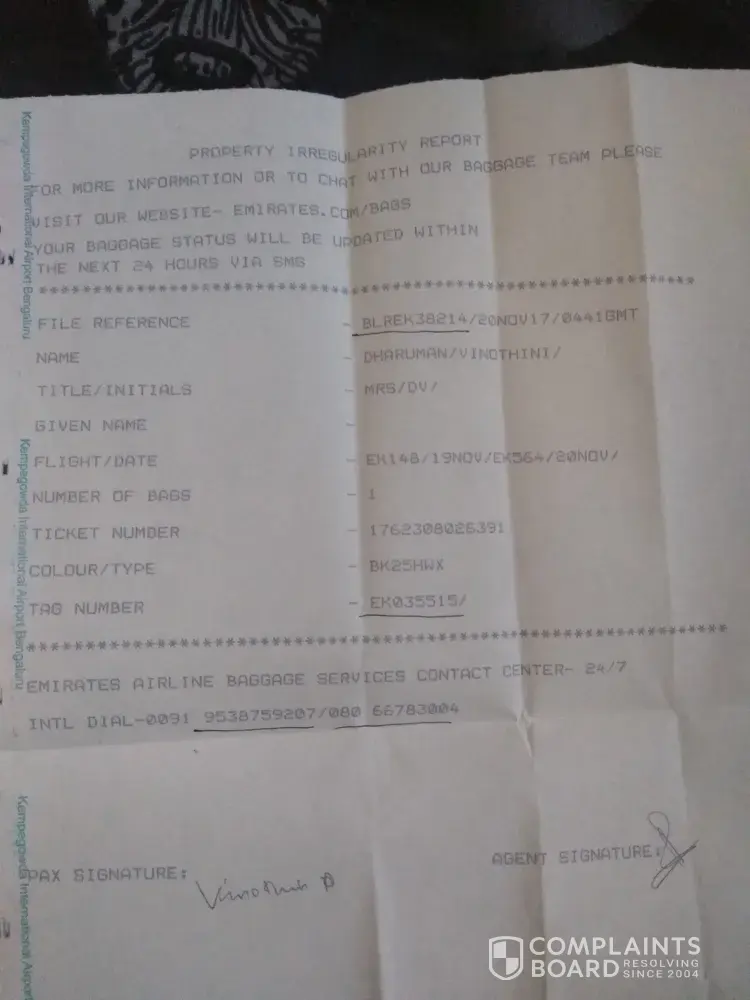 PROPERTY IRREGULARITY REPORT
FOR MORE INFORMATION OR TO CHAT WITH OUR BAGGAGE TEAM PLEASE
VISIT OUR WEBSITE- EMIRATES.COM/BAGS
YOUR BAGGAGE STATUS WILL BE UPDATED WITHIN
THE NEXT 24 HOURS VIA SMS
FILE REFERENCE - BLREK38214/20NOV17/0441GMT
NAME - DHARUMAN/VINOTHINI/
TITLE/INITIALS - MRS/DV/
GIVEN NAME -
FLIGHT/DATE - EK148/19NOV/EK564/20NOV/
NUMBER OF BAGS - 1
TICKET NUMBER - 1762308026391
COLOUR/TYPE - BK25HWX
TAG NUMBER - EK035515/
EMIRATES AIRLINE BAGGAGE SERVICES CONTACT CENTER- 24/7
INTL DIAL-0091 9538759207/080 66783004
PAX SIGNATURE:
AGENT SIGNATURE:
Kempegowda International Airport Bengaluru
Kempegowda International Airport Bengaluru
Kempegowda International Airport
COMPLAINTS
BOARD RESOLVING
SINCE 2004